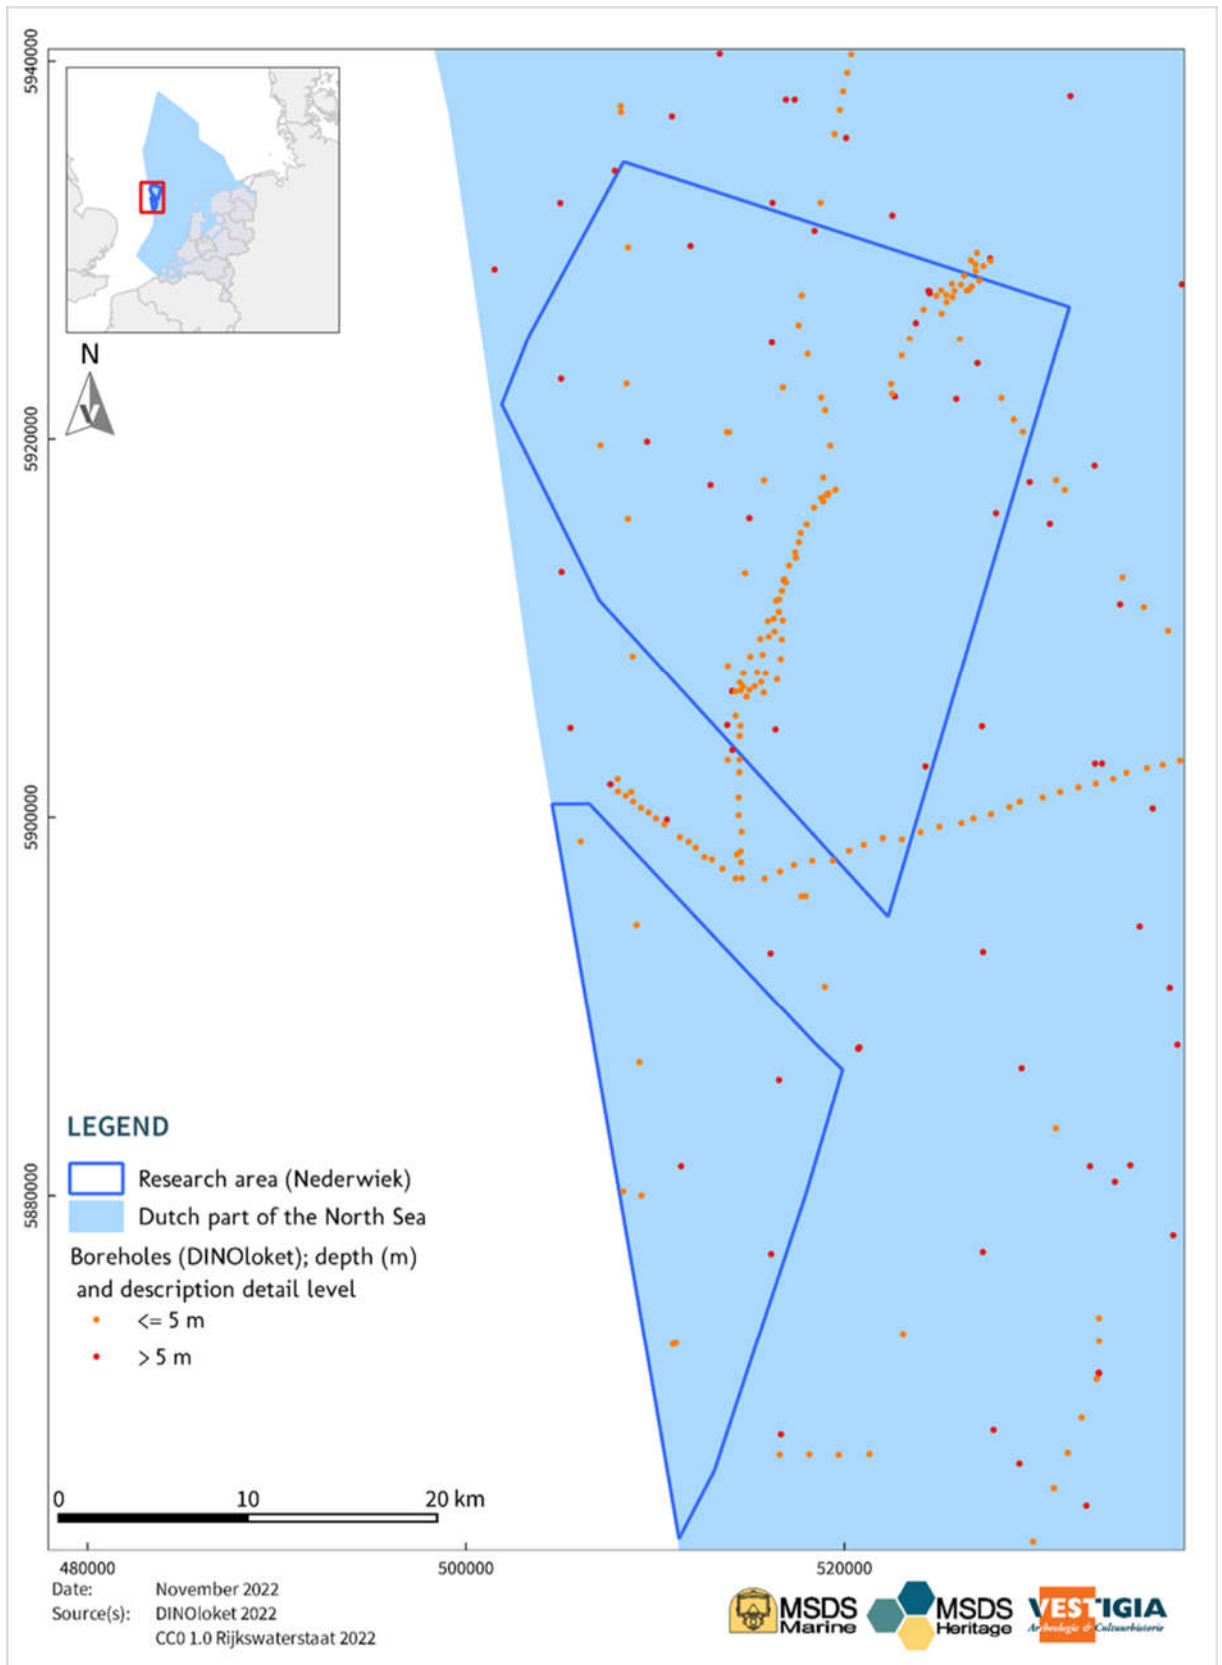 5940000
5920000
5900000
5880000
N
LEGEND
Research area (Nederwiek)
Dutch part of the North Sea
Boreholes (DINOloket); depth (m)
and description detail level
<= 5 m
> 5 m
0 10 20 km
480000 500000 520000
Date: November 2022
Source(s): DINOloket 2022
CC0 1.0 Rijkswaterstaat 2022
MSDS
Marine
MSDS
Heritage
VESTIGIA
Archeologie & Cultuurhistorie